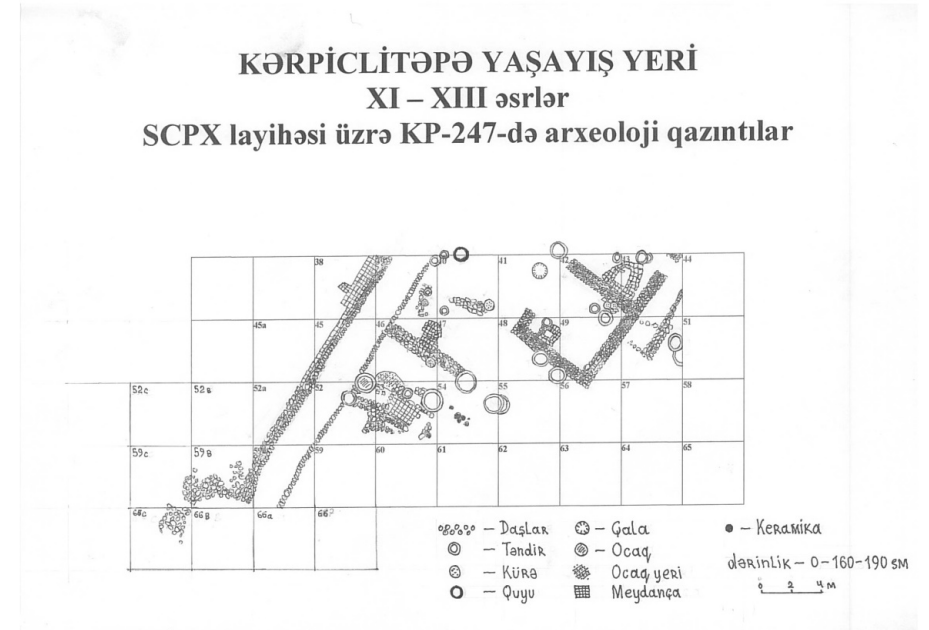 KƏRPİCLİTƏPƏ YAŞAYIŞ YERİ
XI – XIII əsrlər
SCPX layihəsi üzrə KP-247-də arxeoloji qazıntılar
38 41 42 43 44
45a 45 46 47 48 49 51
52c 52в 52a 52 54 55 56 57 58
59c 59в 59 60 61 62 63 64 65
66c 66в 66a 66
– Daşlar
– Təndir
– Kürə
– Quyu
– Qala
– Ocaq
Ocaq yeri
Meydança
– Keramika
dərinlik – 0-160-190 sm
0 2 4 m